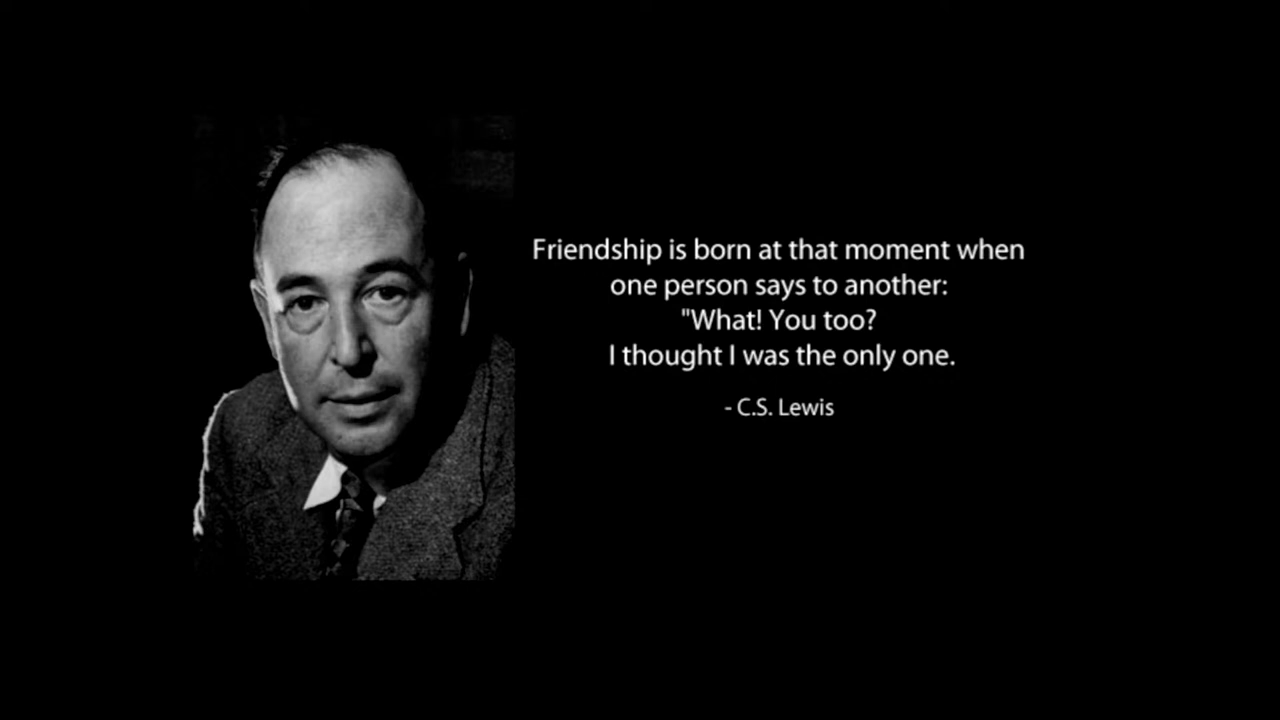 Friendship is born at that moment when
one person says to another:
"What! You too?
I thought I was the only one.
- C.S. Lewis